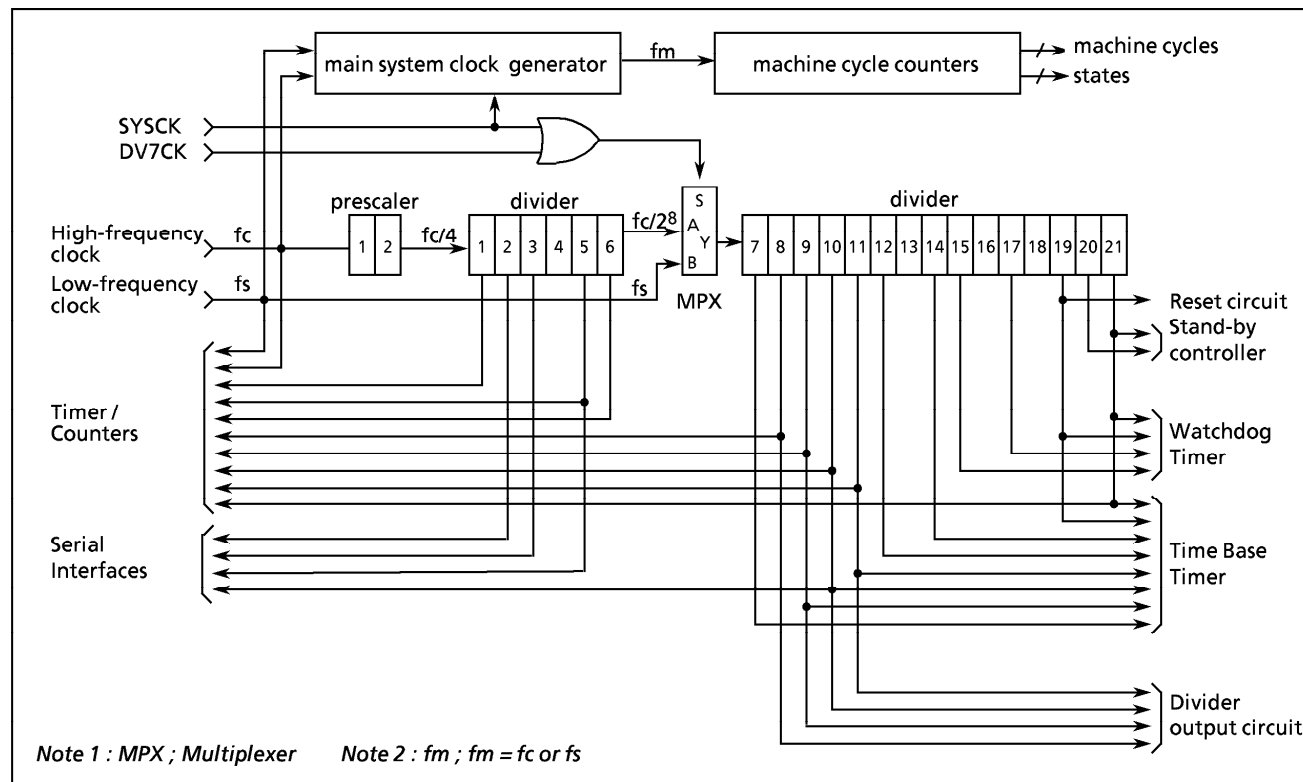 main system clock generator
fm
machine cycle counters
machine cycles
states
SYSCK
DV7CK
prescaler
divider
divider
High-frequency
clock
fc
1 2
fc/4
1 2 3 4 5 6
fc/2⁸
S
A
Y
B
MPX
7 8 9 10 11 12 13 14 15 16 17 18 19 20 21
Low-frequency
clock
fs
fs
Reset circuit
Stand-by
controller
Timer /
Counters
Watchdog
Timer
Serial
Interfaces
Time Base
Timer
Divider
output circuit
Note 1 : MPX ; Multiplexer Note 2 : fm ; fm = fc or fs